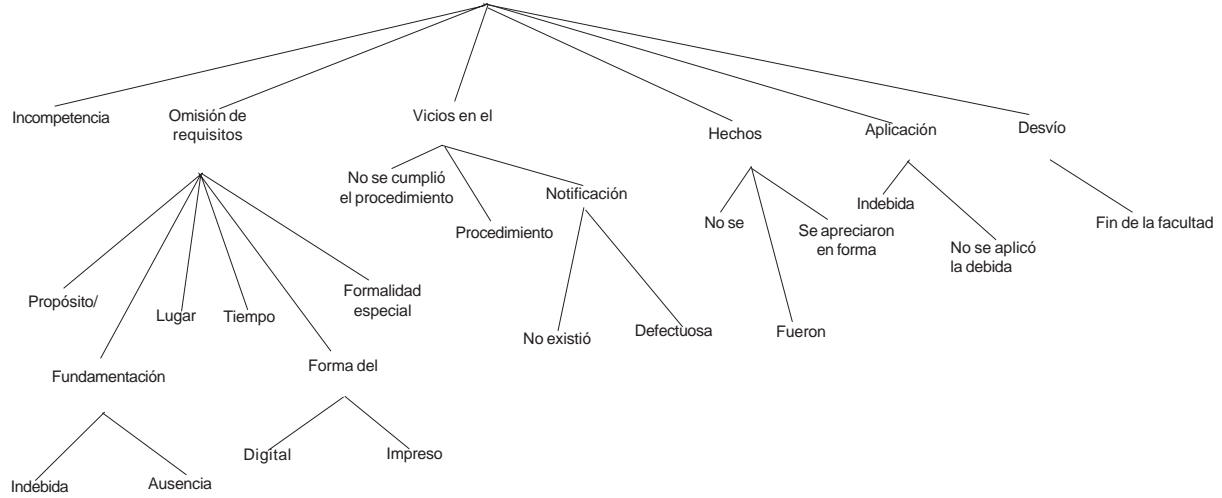 Incompetencia
Omisión de
requisitos
Vicios en el
Hechos
Aplicación
Desvío
No se cumplió
el procedimiento
Procedimiento
Notificación
No se
Se apreciaron
en forma
Indebida
No se aplicó
la debida
Fin de la facultad
Propósito/
Lugar
Tiempo
Formalidad
especial
No existió
Defectuosa
Fueron
Fundamentación
Forma del
Digital
Impreso
Indebida
Ausencia